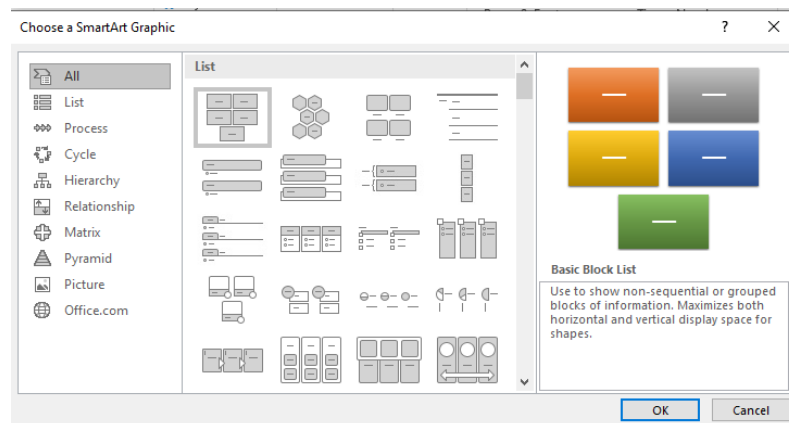 Choose a SmartArt Graphic
All
List
Process
Cycle
Hierarchy
Relationship
Matrix
Pyramid
Picture
Office.com
List
Basic Block List
Use to show non-sequential or grouped
blocks of information. Maximizes both
horizontal and vertical display space for
shapes.
OK
Cancel